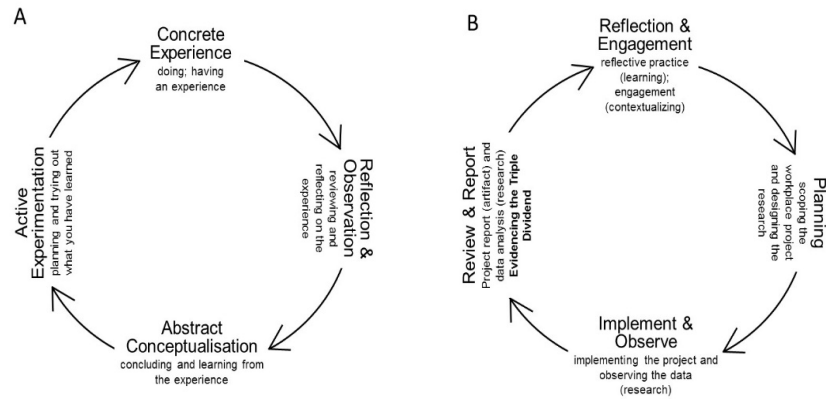 A
Concrete
Experience
doing; having
an experience
Reflection &
Observation
reviewing and
reflecting on the
experience
Abstract
Conceptualisation
concluding and learning from
the experience
Active
Experimentation
planning and trying out
what you have learned
B
Reflection &
Engagement
reflective practice
(learning);
engagement
(contextualizing)
Planning
scoping the
workplace project
and designing the
research
Implement &
Observe
implementing the project and
observing the data
(research)
Review & Report
Project report (artifact) and
data analysis (research)
Evidencing the Triple
Dividend